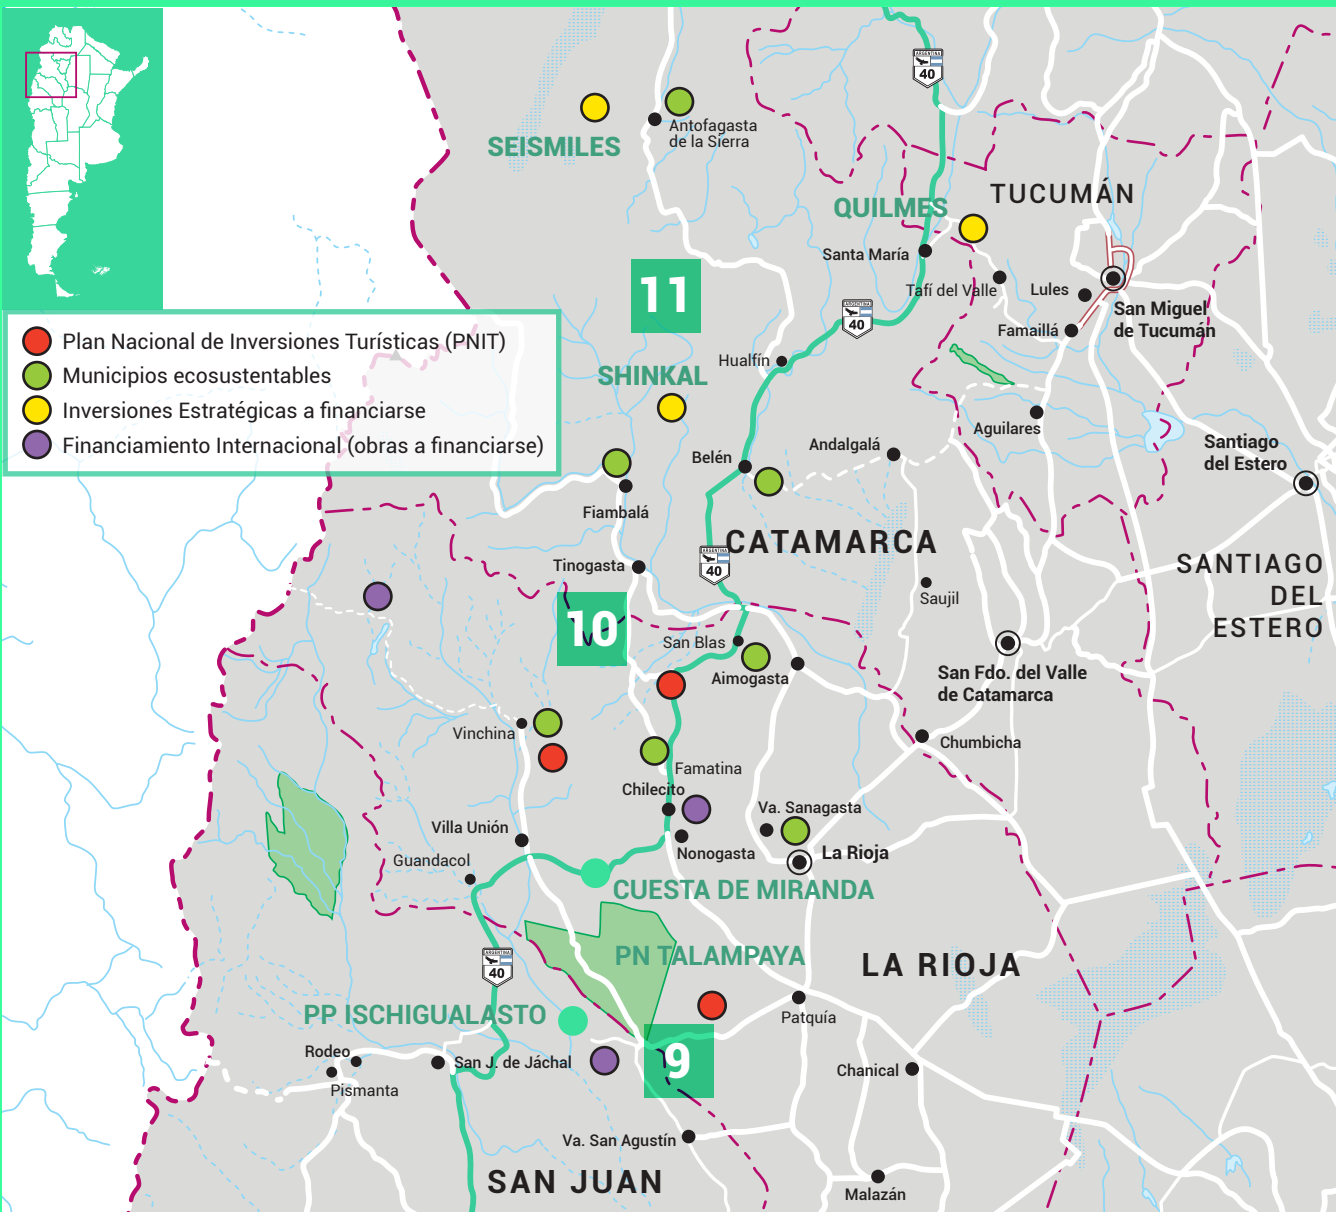 ARGENTINA
40
Antofagasta
de la Sierra
SEISMILES
TUCUMÁN
QUILMES
Santa María
Tafí del Valle
Lules
San Miguel
de Tucumán
11
ARGENTINA
40
Famaillá
Plan Nacional de Inversiones Turísticas (PNIT)
Municipios ecosustentables
Inversiones Estratégicas a financiarse
Financiamiento Internacional (obras a financiarse)
Hualfín
SHINKAL
Aguilares
Andalgalá
Santiago
del Estero
Belén
Fiambalá
CATAMARCA
ARGENTINA
40
Tinogasta
SANTIAGO
DEL
ESTERO
Saujil
10
San Blas
Aimogasta
San Fdo. del Valle
de Catamarca
Vinchina
Chumbicha
Famatina
Chilecito
Va. Sanagasta
Villa Unión
Nonogasta
La Rioja
Guandacol
CUESTA DE MIRANDA
PN TALAMPAYA
LA RIOJA
ARGENTINA
40
PP ISCHIGUALASTO
Patquía
Rodeo
San J. de Jáchal
9
Pismanta
Chanical
Va. San Agustín
SAN JUAN
Malazán